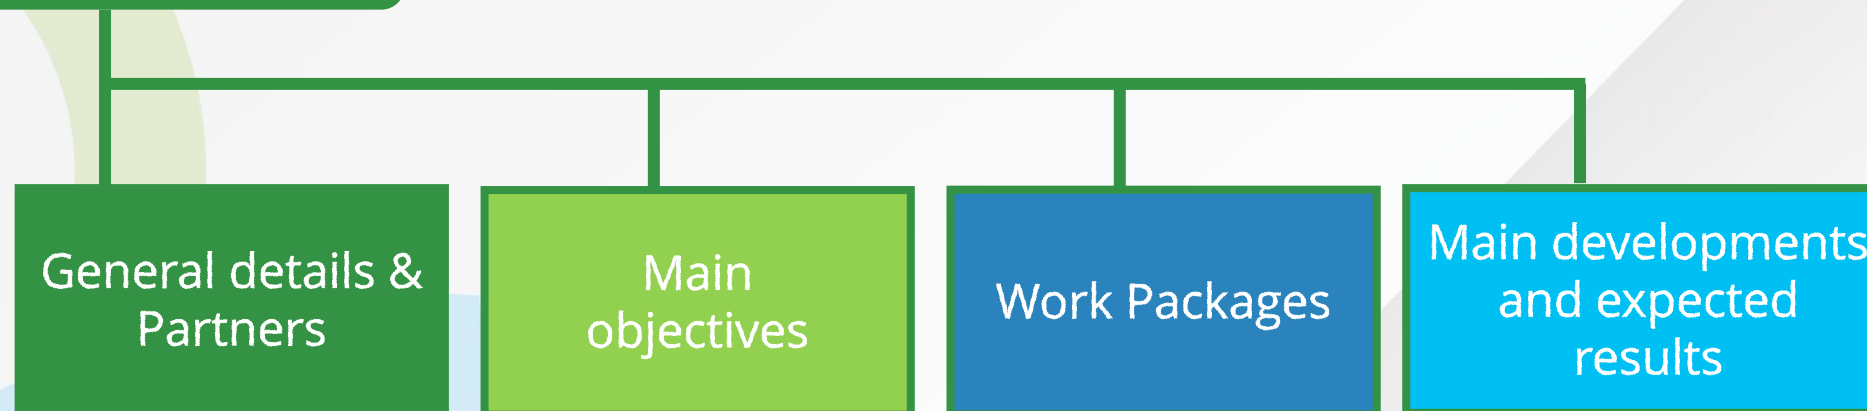 General details &
Partners
Main
objectives
Work Packages
Main developments
and expected
results